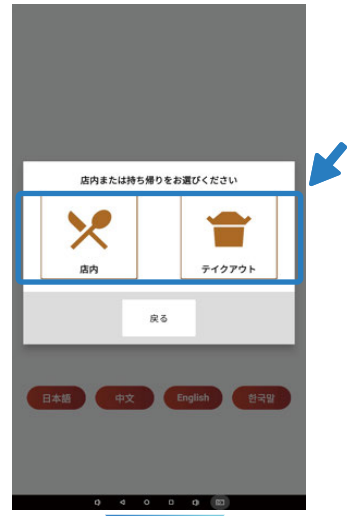 店内または持ち帰りをお選びください
店内
テイクアウト
戻る
日本語
中文
English
한국말